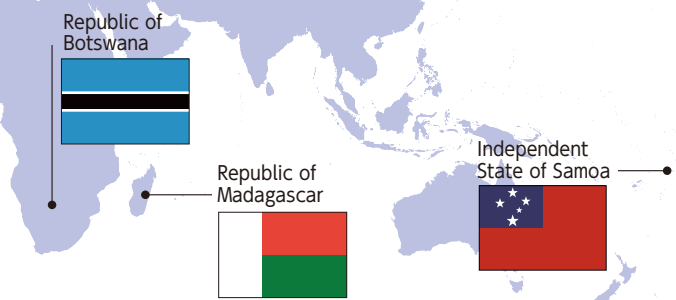 Republic of
Botswana
Republic of
Madagascar
Independent
State of Samoa